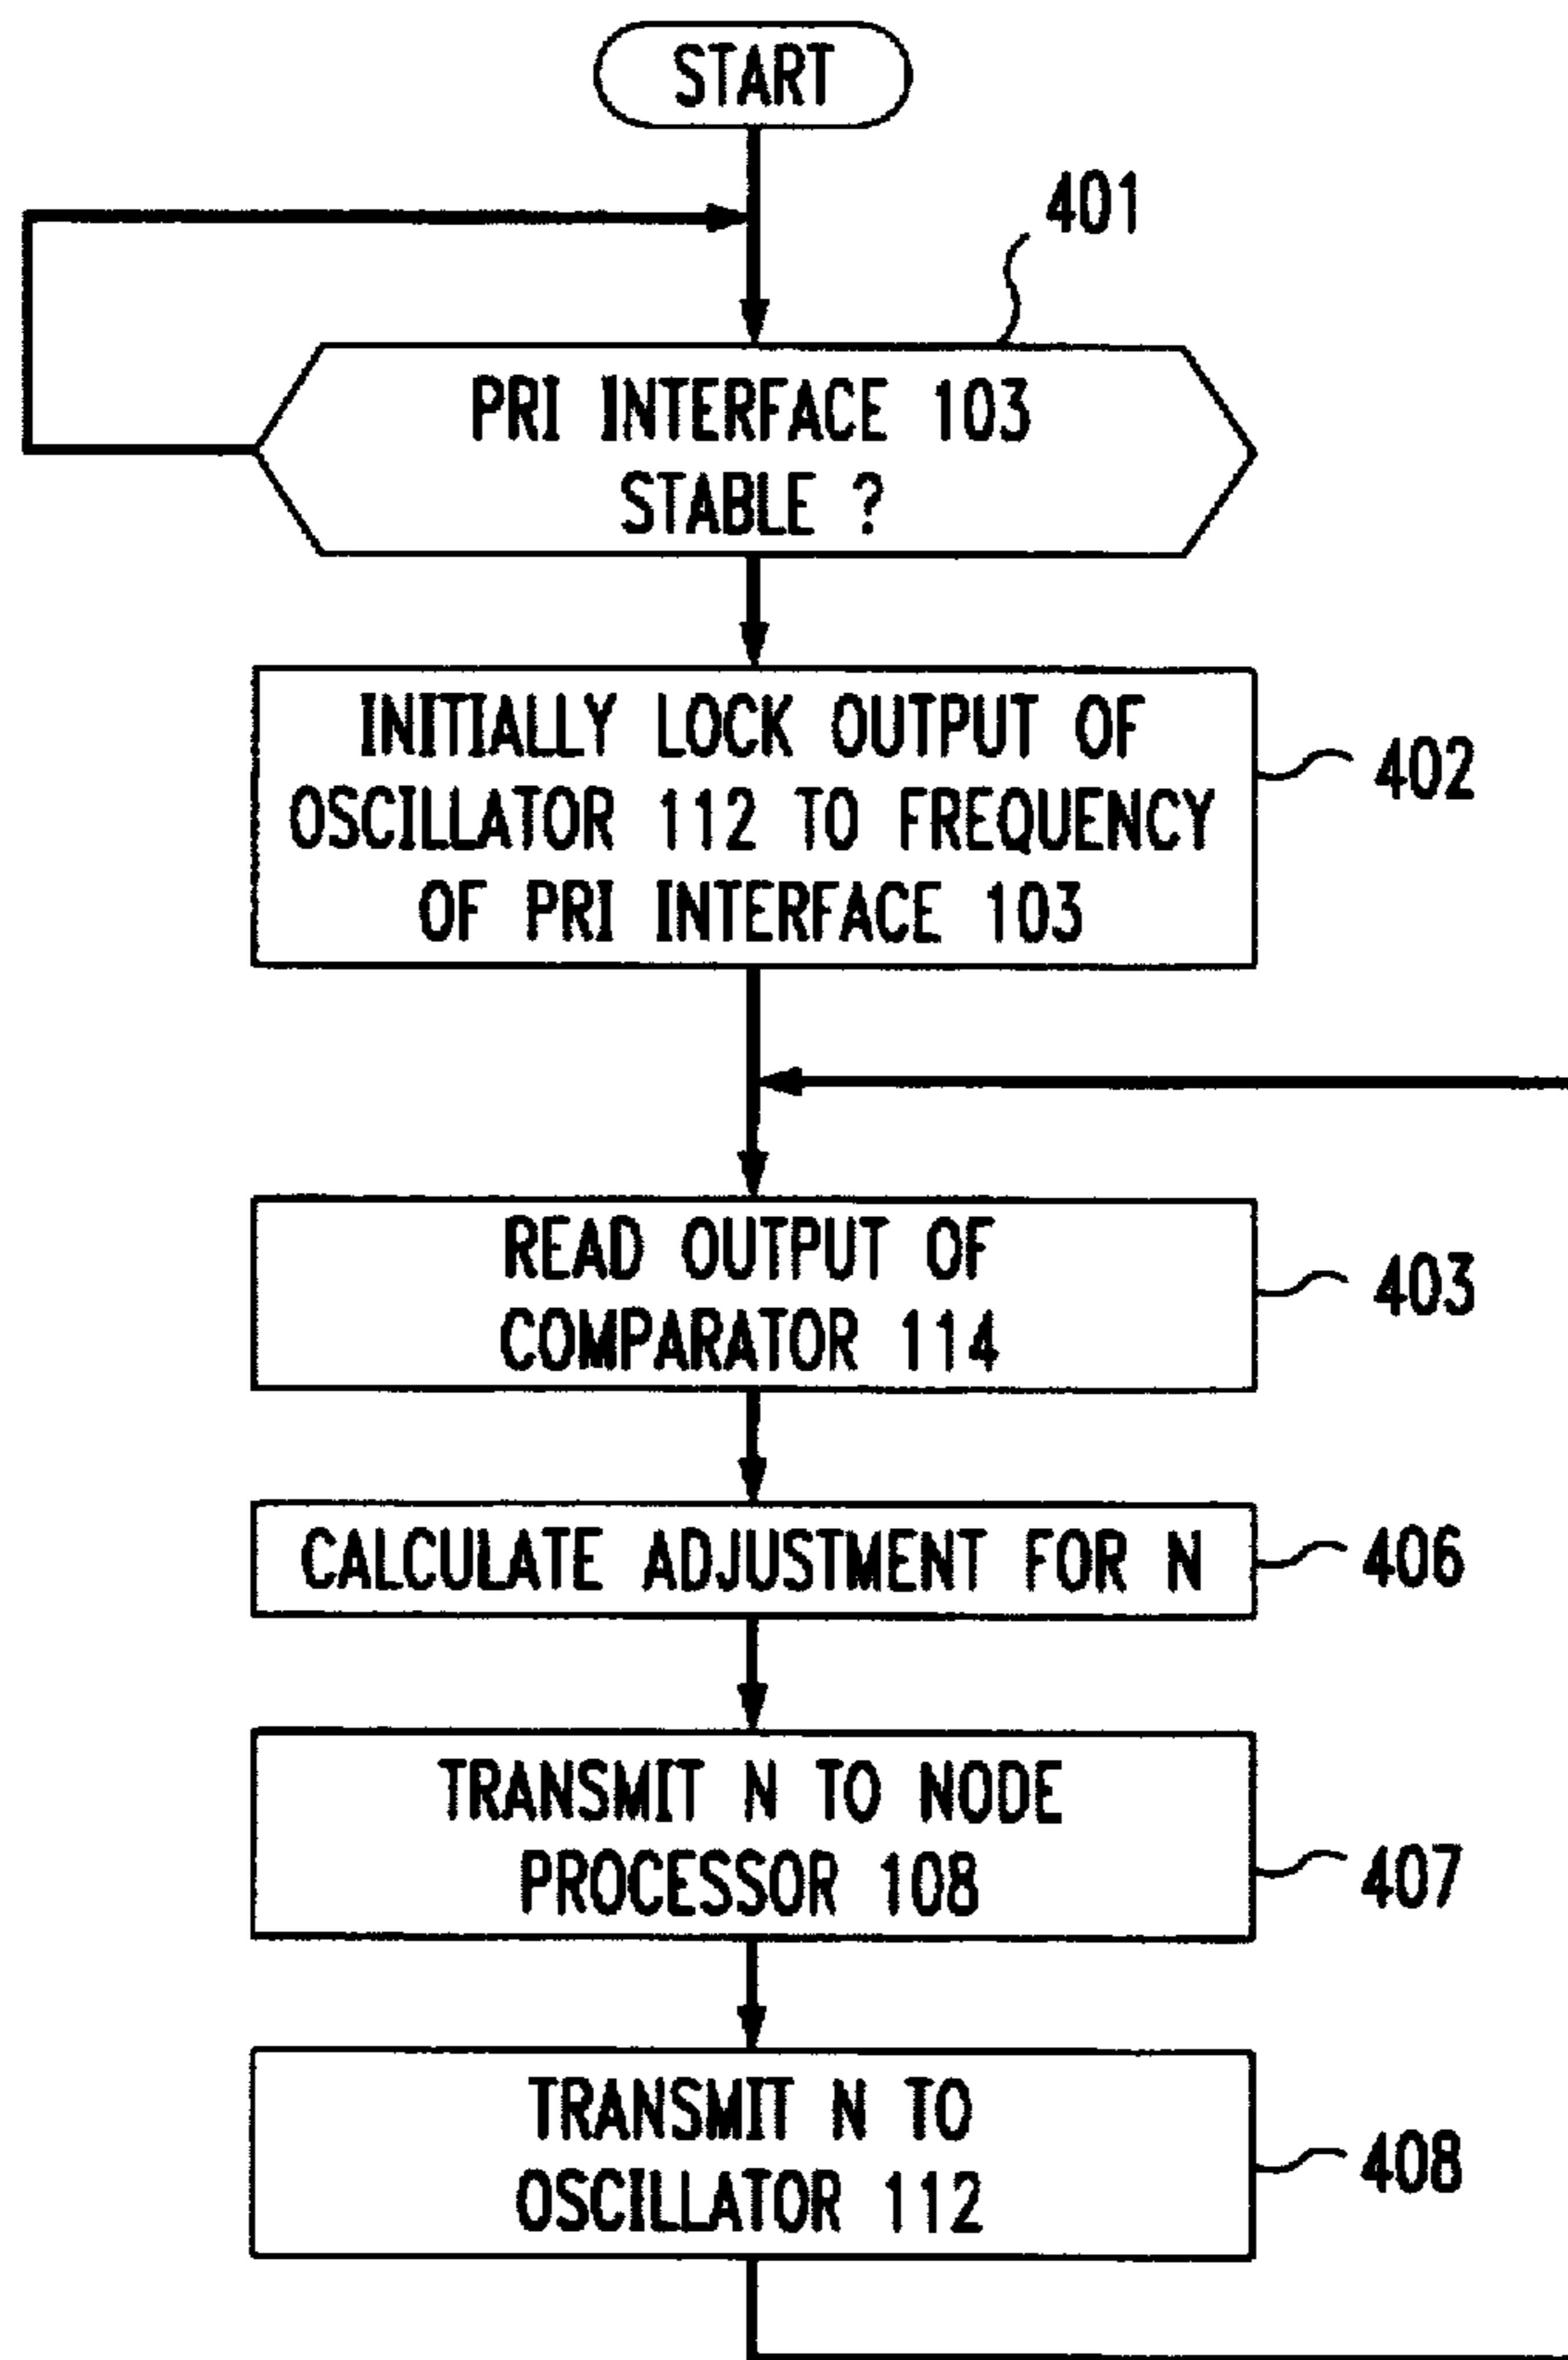 START
401
PRI INTERFACE 103
STABLE ?
INITIALLY LOCK OUTPUT OF
OSCILLATOR 112 TO FREQUENCY
OF PRI INTERFACE 103
402
READ OUTPUT OF
COMPARATOR 114
403
CALCULATE ADJUSTMENT FOR N
406
TRANSMIT N TO NODE
PROCESSOR 108
407
TRANSMIT N TO
OSCILLATOR 112
408